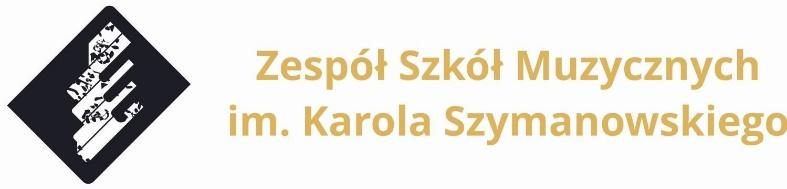 Zespół Szkół Muzycznych
im. Karola Szymanowskiego